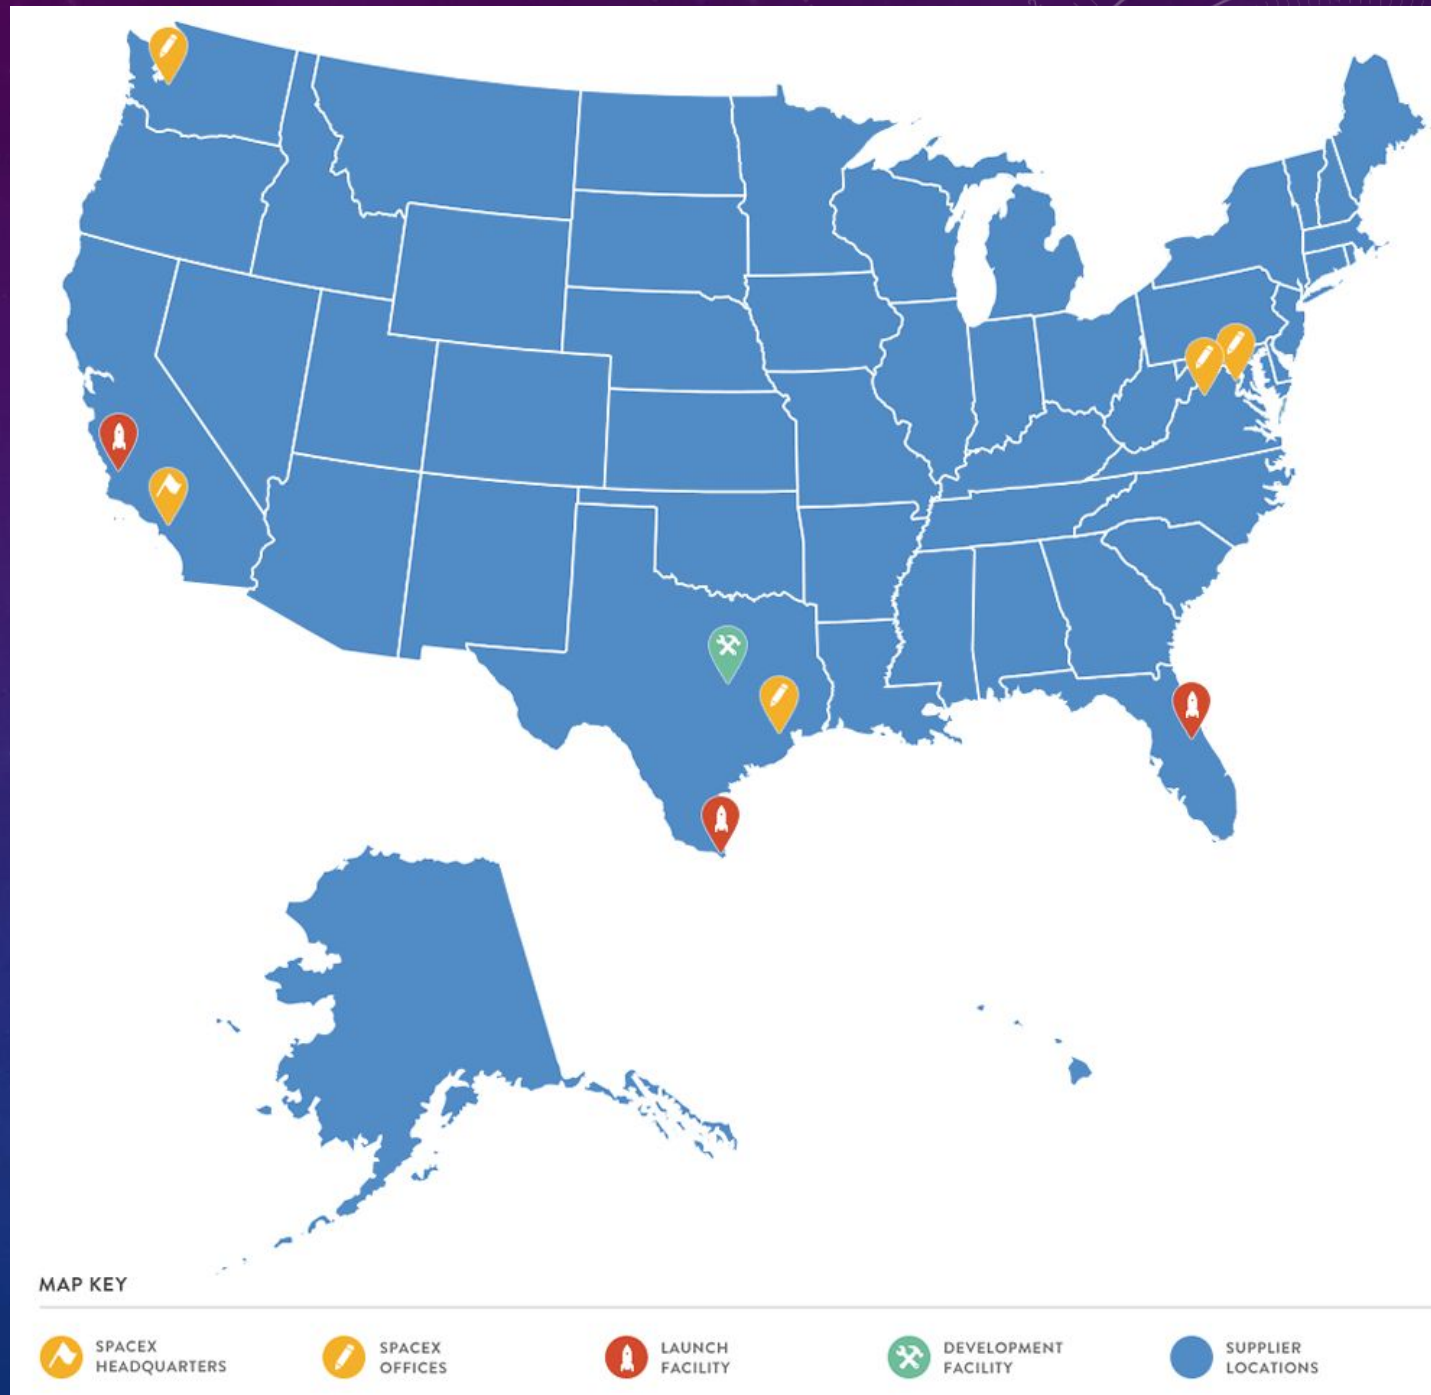 MAP KEY
SPACEX
HEADQUARTERS
SPACEX
OFFICES
LAUNCH
FACILITY
DEVELOPMENT
FACILITY
SUPPLIER
LOCATIONS